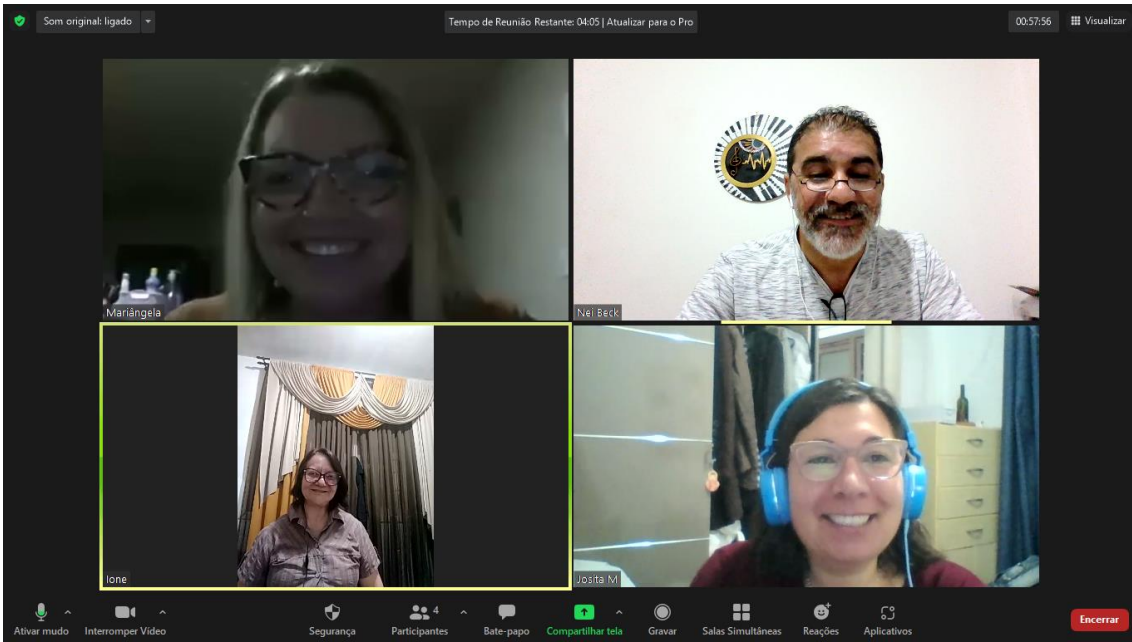 Som original: ligado
Tempo de Reunião Restante: 04:05 | Atualizar para o Pro
00:57:56
Visualizar
Mariângela
Nei Beck
Ione
Josita M
Ativar mudo
Interromper Vídeo
Segurança
4
Participantes
Bate-papo
Compartilhar tela
Gravar
Salas Simultâneas
Reações
Aplicativos
Encerrar